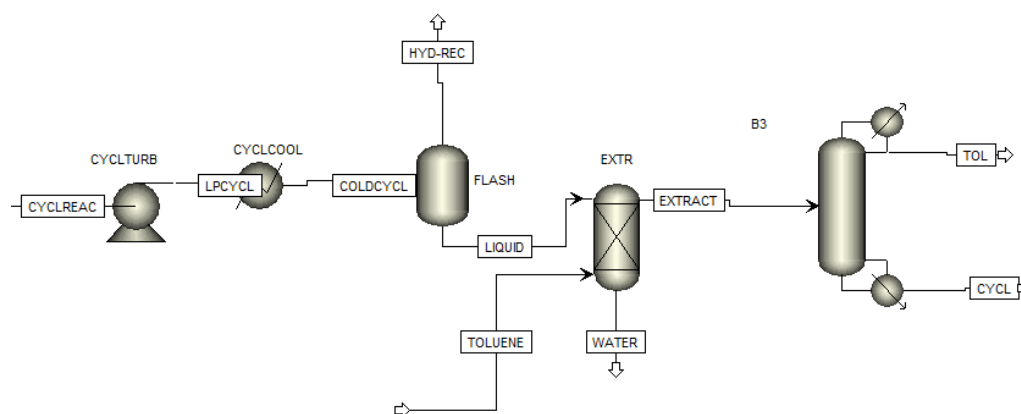 HYD-REC
B3
CYCLTURB
CYCLCOOL
EXTR
TOL
LPCYCL
COLDCYCL
FLASH
CYCLREAC
EXTRACT
LIQUID
CYCL
TOLUENE
WATER